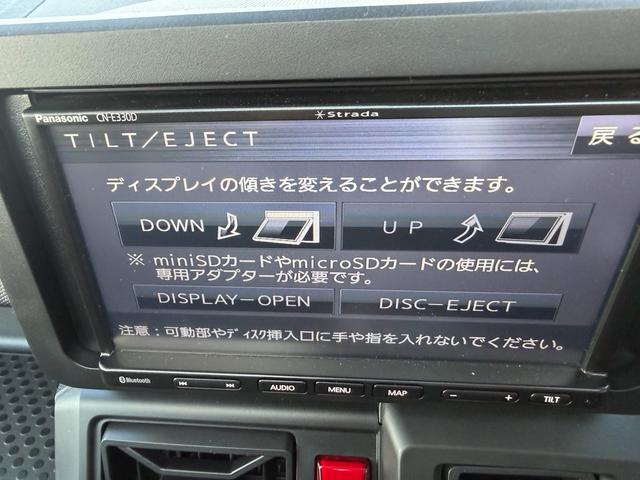 Panasonic CN-E330D Strada
TILT/EJECT 戻る
ディスプレイの傾きを変えることができます。
DOWN UP
※ miniSDカードやmicroSDカードの使用には、
専用アダプターが必要です。
DISPLAY-OPEN DISC-EJECT
注意:可動部やﾃﾞｨｽｸ挿入口に手や指を入れないでください。
Bluetooth AUDIO MENU MAP − + TILT